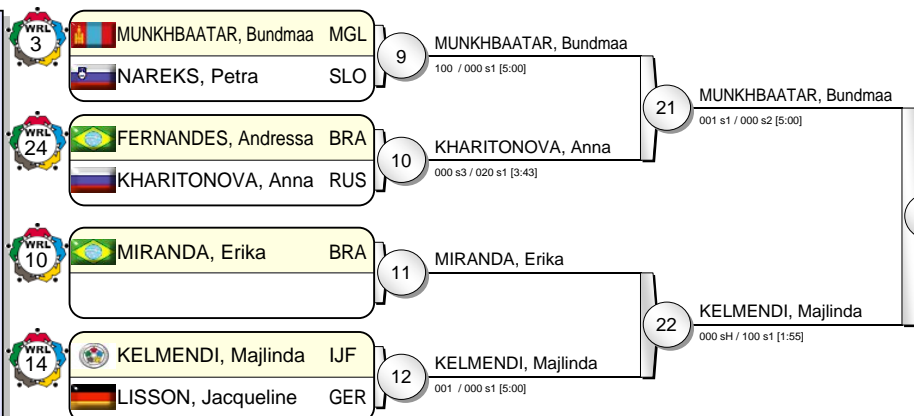 WRL
3
MUNKHBAATAR, Bundmaa MGL
NAREKS, Petra SLO
9
MUNKHBAATAR, Bundmaa
100 / 000 s1 [5:00]
WRL
24
FERNANDES, Andressa BRA
KHARITONOVA, Anna RUS
10
KHARITONOVA, Anna
000 s3 / 020 s1 [3:43]
21
MUNKHBAATAR, Bundmaa
001 s1 / 000 s2 [5:00]
WRL
10
MIRANDA, Erika BRA
11
MIRANDA, Erika
WRL
14
KELMENDI, Majlinda IJF
LISSON, Jacqueline GER
12
KELMENDI, Majlinda
001 / 000 s1 [5:00]
22
KELMENDI, Majlinda
000 sH / 100 s1 [1:55]